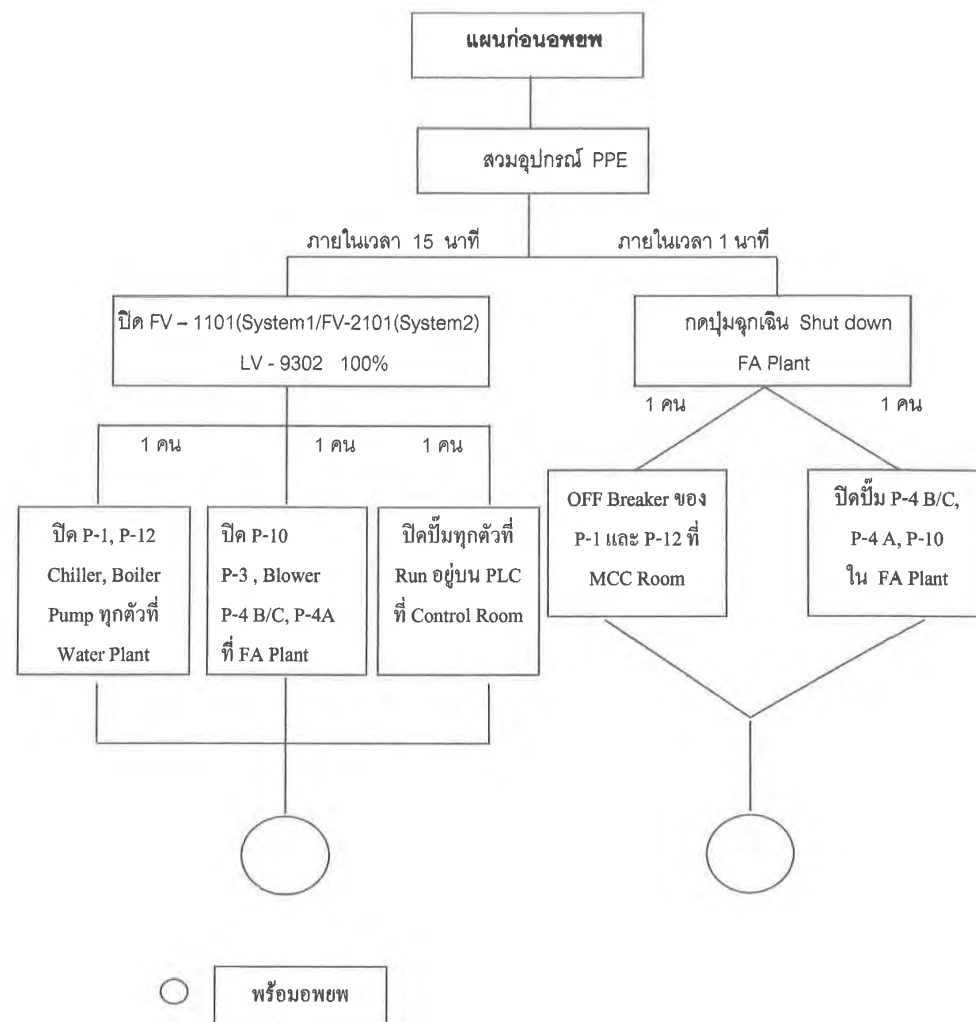 แผนก่อนอพยพ
สวมอุปกรณ์ PPE
ภายในเวลา 15 นาที
ภายในเวลา 1 นาที
ปิด FV – 1101(System1/FV-2101(System2)
LV - 9302 100%
กดปุ่มฉุกเฉิน Shut down
FA Plant
1 คน
1 คน
1 คน
1 คน
1 คน
ปิด P-1, P-12
Chiller, Boiler
Pump ทุกตัวที่
Water Plant
ปิด P-10
P-3 , Blower
P-4 B/C, P-4A
ที่ FA Plant
ปิดปั๊มทุกตัวที่
Run อยู่บน PLC
ที่ Control Room
OFF Breaker ของ
P-1 และ P-12 ที่
MCC Room
ปิดปั๊ม P-4 B/C,
P-4 A, P-10
ใน FA Plant
พร้อมอพยพ